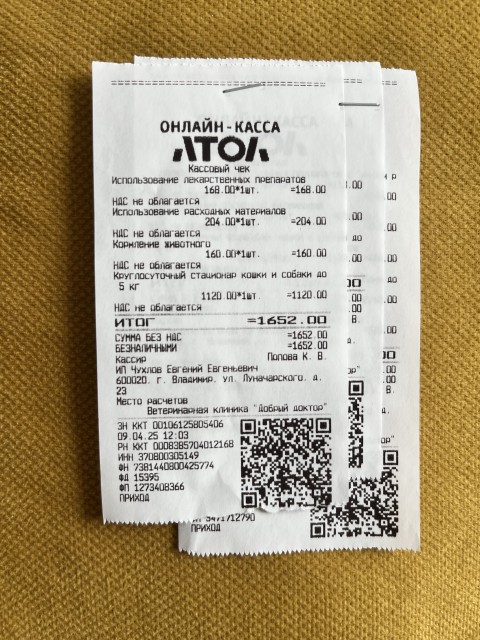 ОНЛАЙН-КАССА
АТОЛ
Кассовый чек
Использование лекарственных препаратов
168.00*1шт. =168.00
НДС не облагается
Использование расходных материалов
204.00*1шт. =204.00
НДС не облагается
Кормление животного
160.00*1шт. =160.00
НДС не облагается
Круглосуточный стационар кошки и собаки до
5 кг
1120.00*1шт. =1120.00
НДС не облагается
ИТОГ =1652.00
СУММА БЕЗ НДС =1652.00
БЕЗНАЛИЧНЫМИ =1652.00
Кассир Попова К. В.
ИП Чухлов Евгений Евгеньевич
600020. г. Владимир. ул. Луначарского. д.
23
Место расчетов
Ветеринарная клиника "Добрый доктор"
ЗН ККТ 00106125805406
09.04.25 12:03
РН ККТ 0008385704012168
ИНН 370800305149
ФН 7381440800425774
ФД 15395
ФП 1273408366
ПРИХОД
ПРИХОД